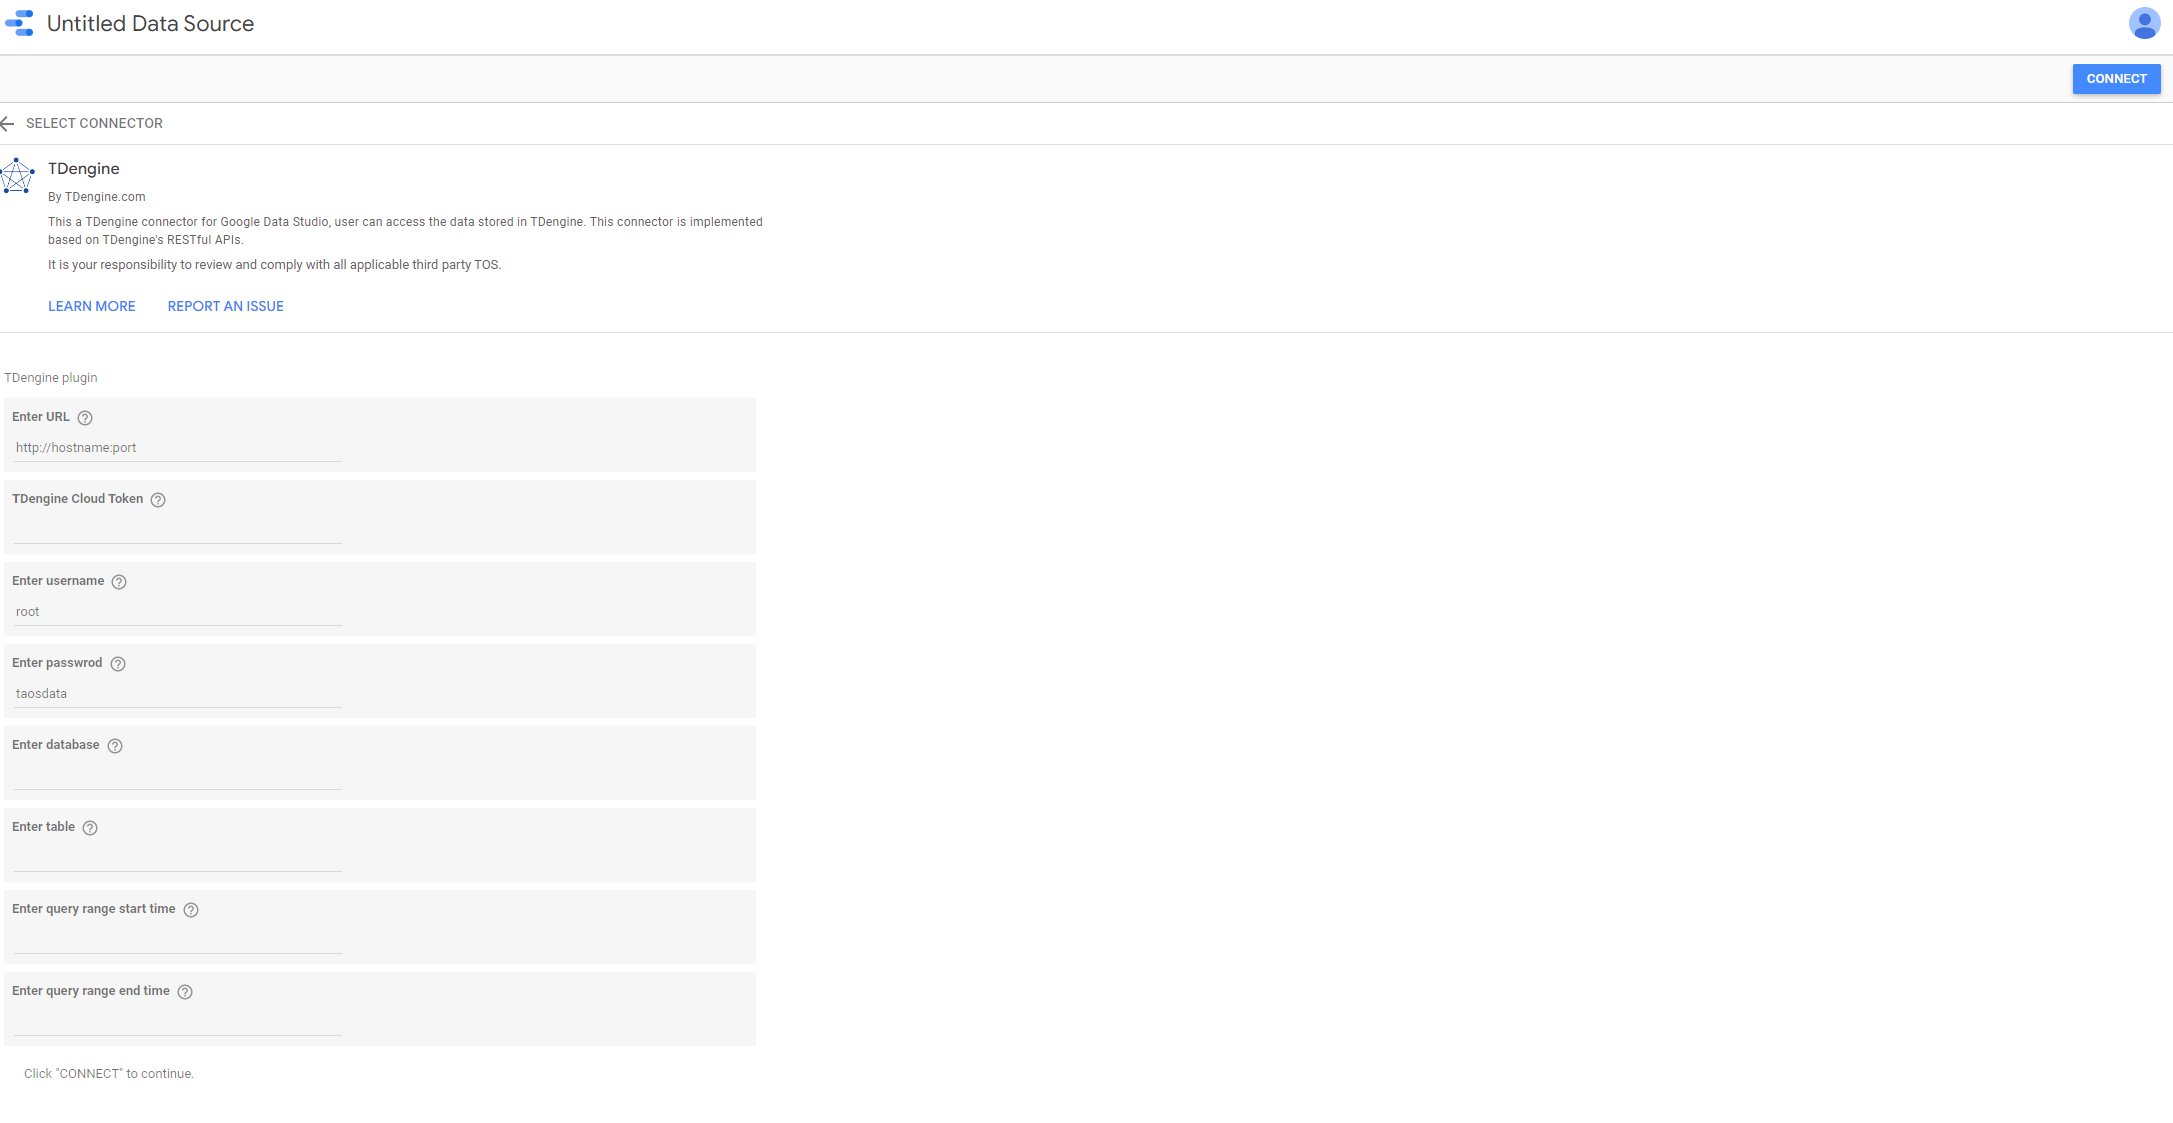 Untitled Data Source
CONNECT
SELECT CONNECTOR
TDengine
By TDengine.com
This a TDengine connector for Google Data Studio, user can access the data stored in TDengine. This connector is implemented
based on TDengine's RESTful APIs.
It is your responsibility to review and comply with all applicable third party TOS.
LEARN MORE REPORT AN ISSUE
TDengine plugin
Enter URL
http://hostname:port
TDengine Cloud Token
Enter username
root
Enter passwrod
taosdata
Enter database
Enter table
Enter query range start time
Enter query range end time
Click "CONNECT" to continue.